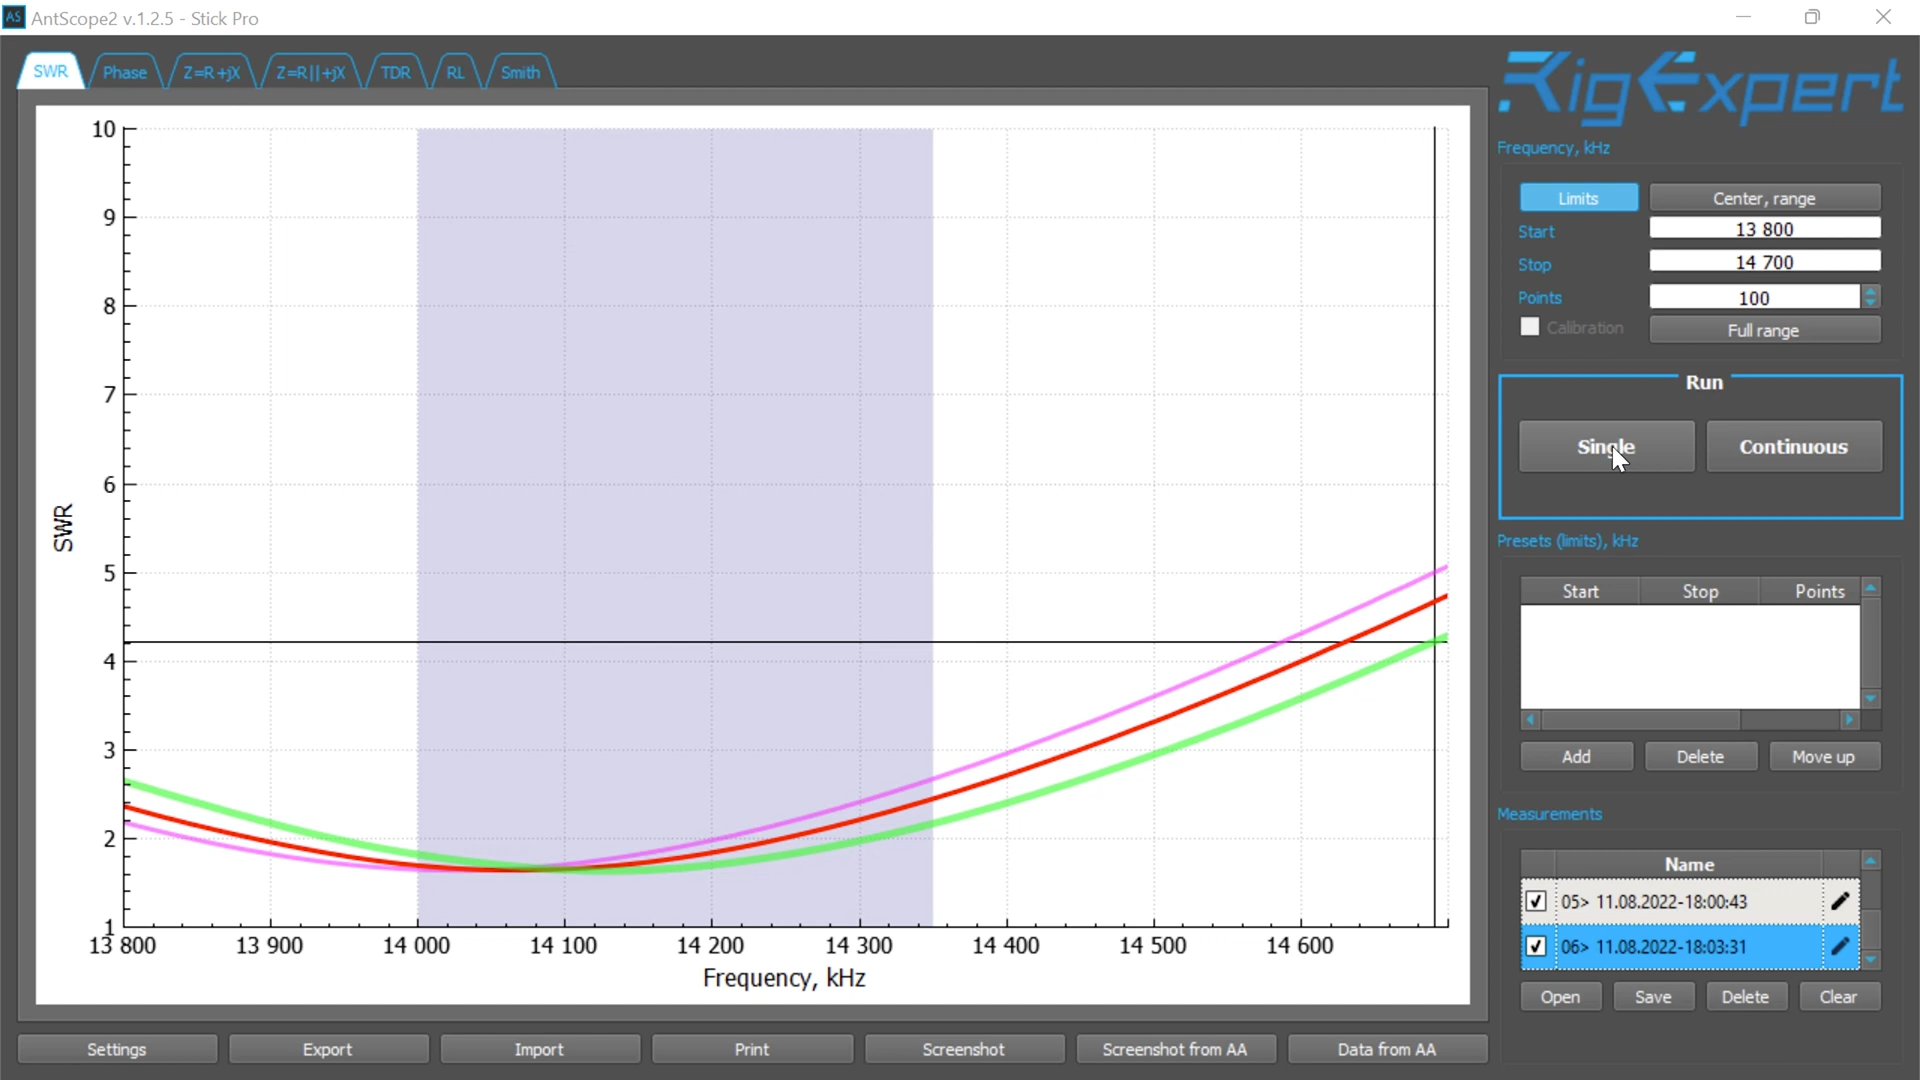 AS AntScope2 v.1.2.5 - Stick Pro
SWR Phase Z=R+jX Z=R||+jX TDR RL Smith
RigExpert
10
9
8
7
6
5
4
3
2
1
SWR
13 800 13 900 14 000 14 100 14 200 14 300 14 400 14 500 14 600
Frequency, kHz
Frequency, kHz
Limits Center, range
Start 13 800
Stop 14 700
Points 100
Calibration Full range
Run
Single Continuous
Presets (limits), kHz
Start Stop Points
Add Delete Move up
Measurements
Name
05> 11.08.2022-18:00:43
06> 11.08.2022-18:03:31
Open Save Delete Clear
Settings Export Import Print Screenshot Screenshot from AA Data from AA